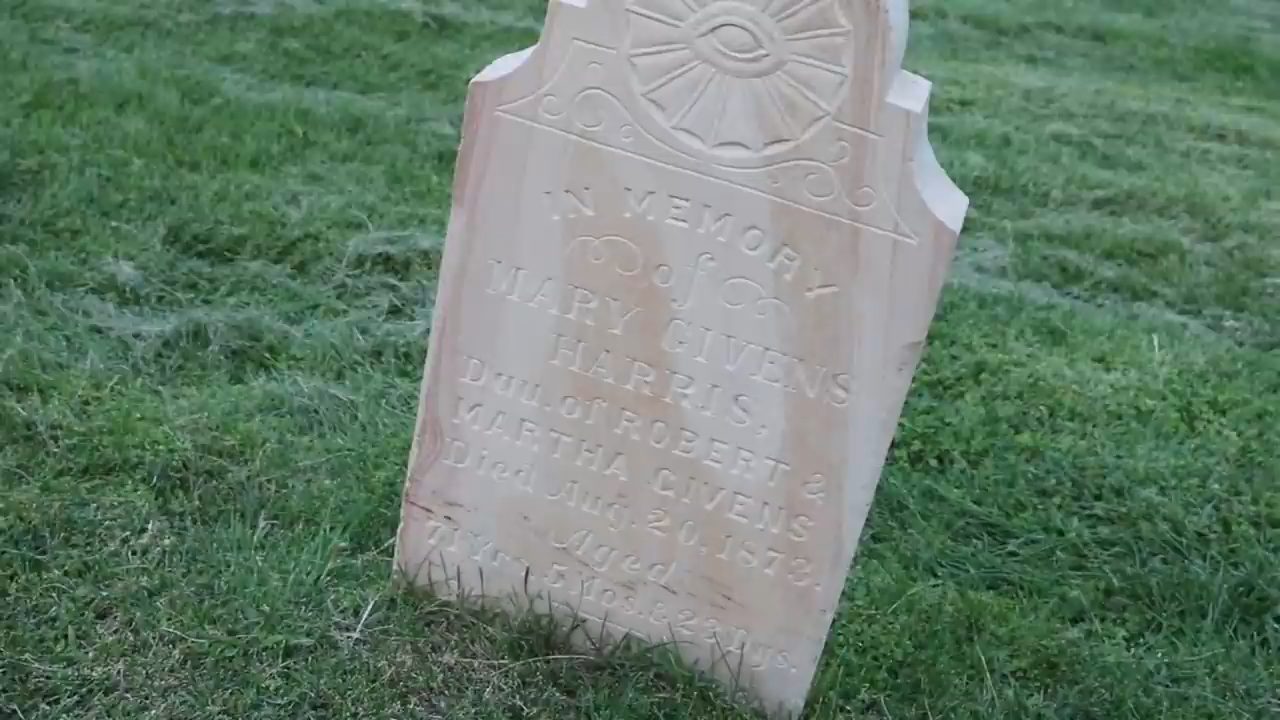 IN MEMORY
of
MARY GIVENS
HARRIS,
Dau. of ROBERT &
MARTHA GIVENS
Died Aug. 20, 1873.
Aged
71 Yrs. 5 Mos. & 23 Dys.